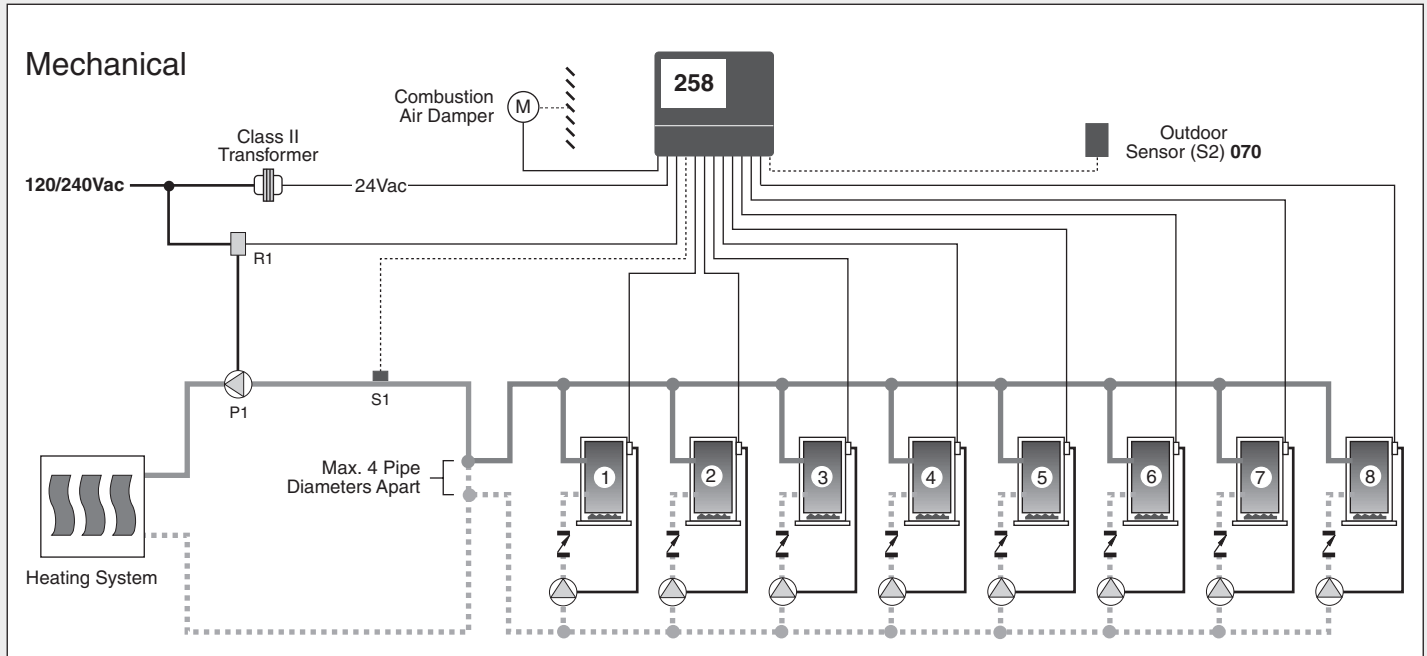 Mechanical
258
Combustion
Air Damper
M
Class II
Transformer
Outdoor
Sensor (S2) 070
120/240Vac
24Vac
R1
P1
S1
Max. 4 Pipe
Diameters Apart
1
2
3
4
5
6
7
8
Heating System